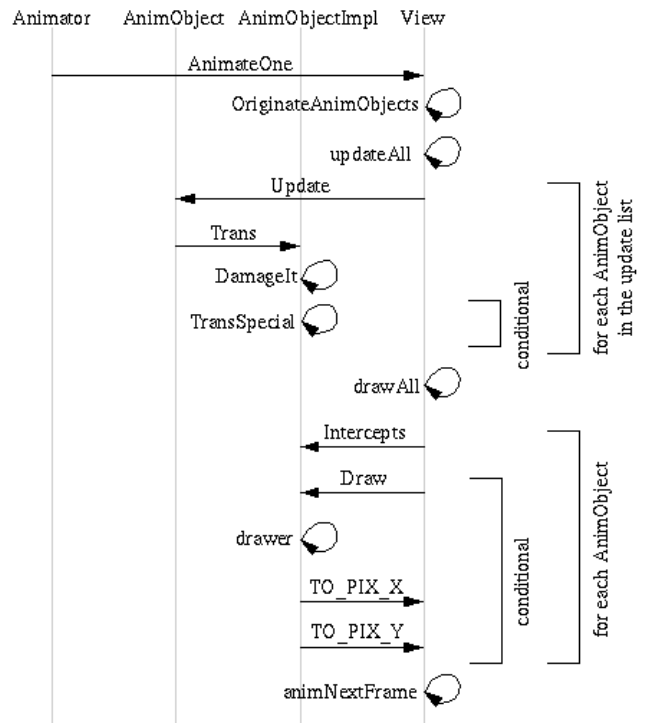 Animator AnimObject AnimObjectImpl View
AnimateOne
OriginateAnimObjects
updateAll
Update
Trans
DamageIt
TransSpecial
conditional
for each AnimObject
in the update list
drawAll
Intercepts
Draw
drawer
TO_PIX_X
TO_PIX_Y
conditional
for each AnimObject
animNextFrame